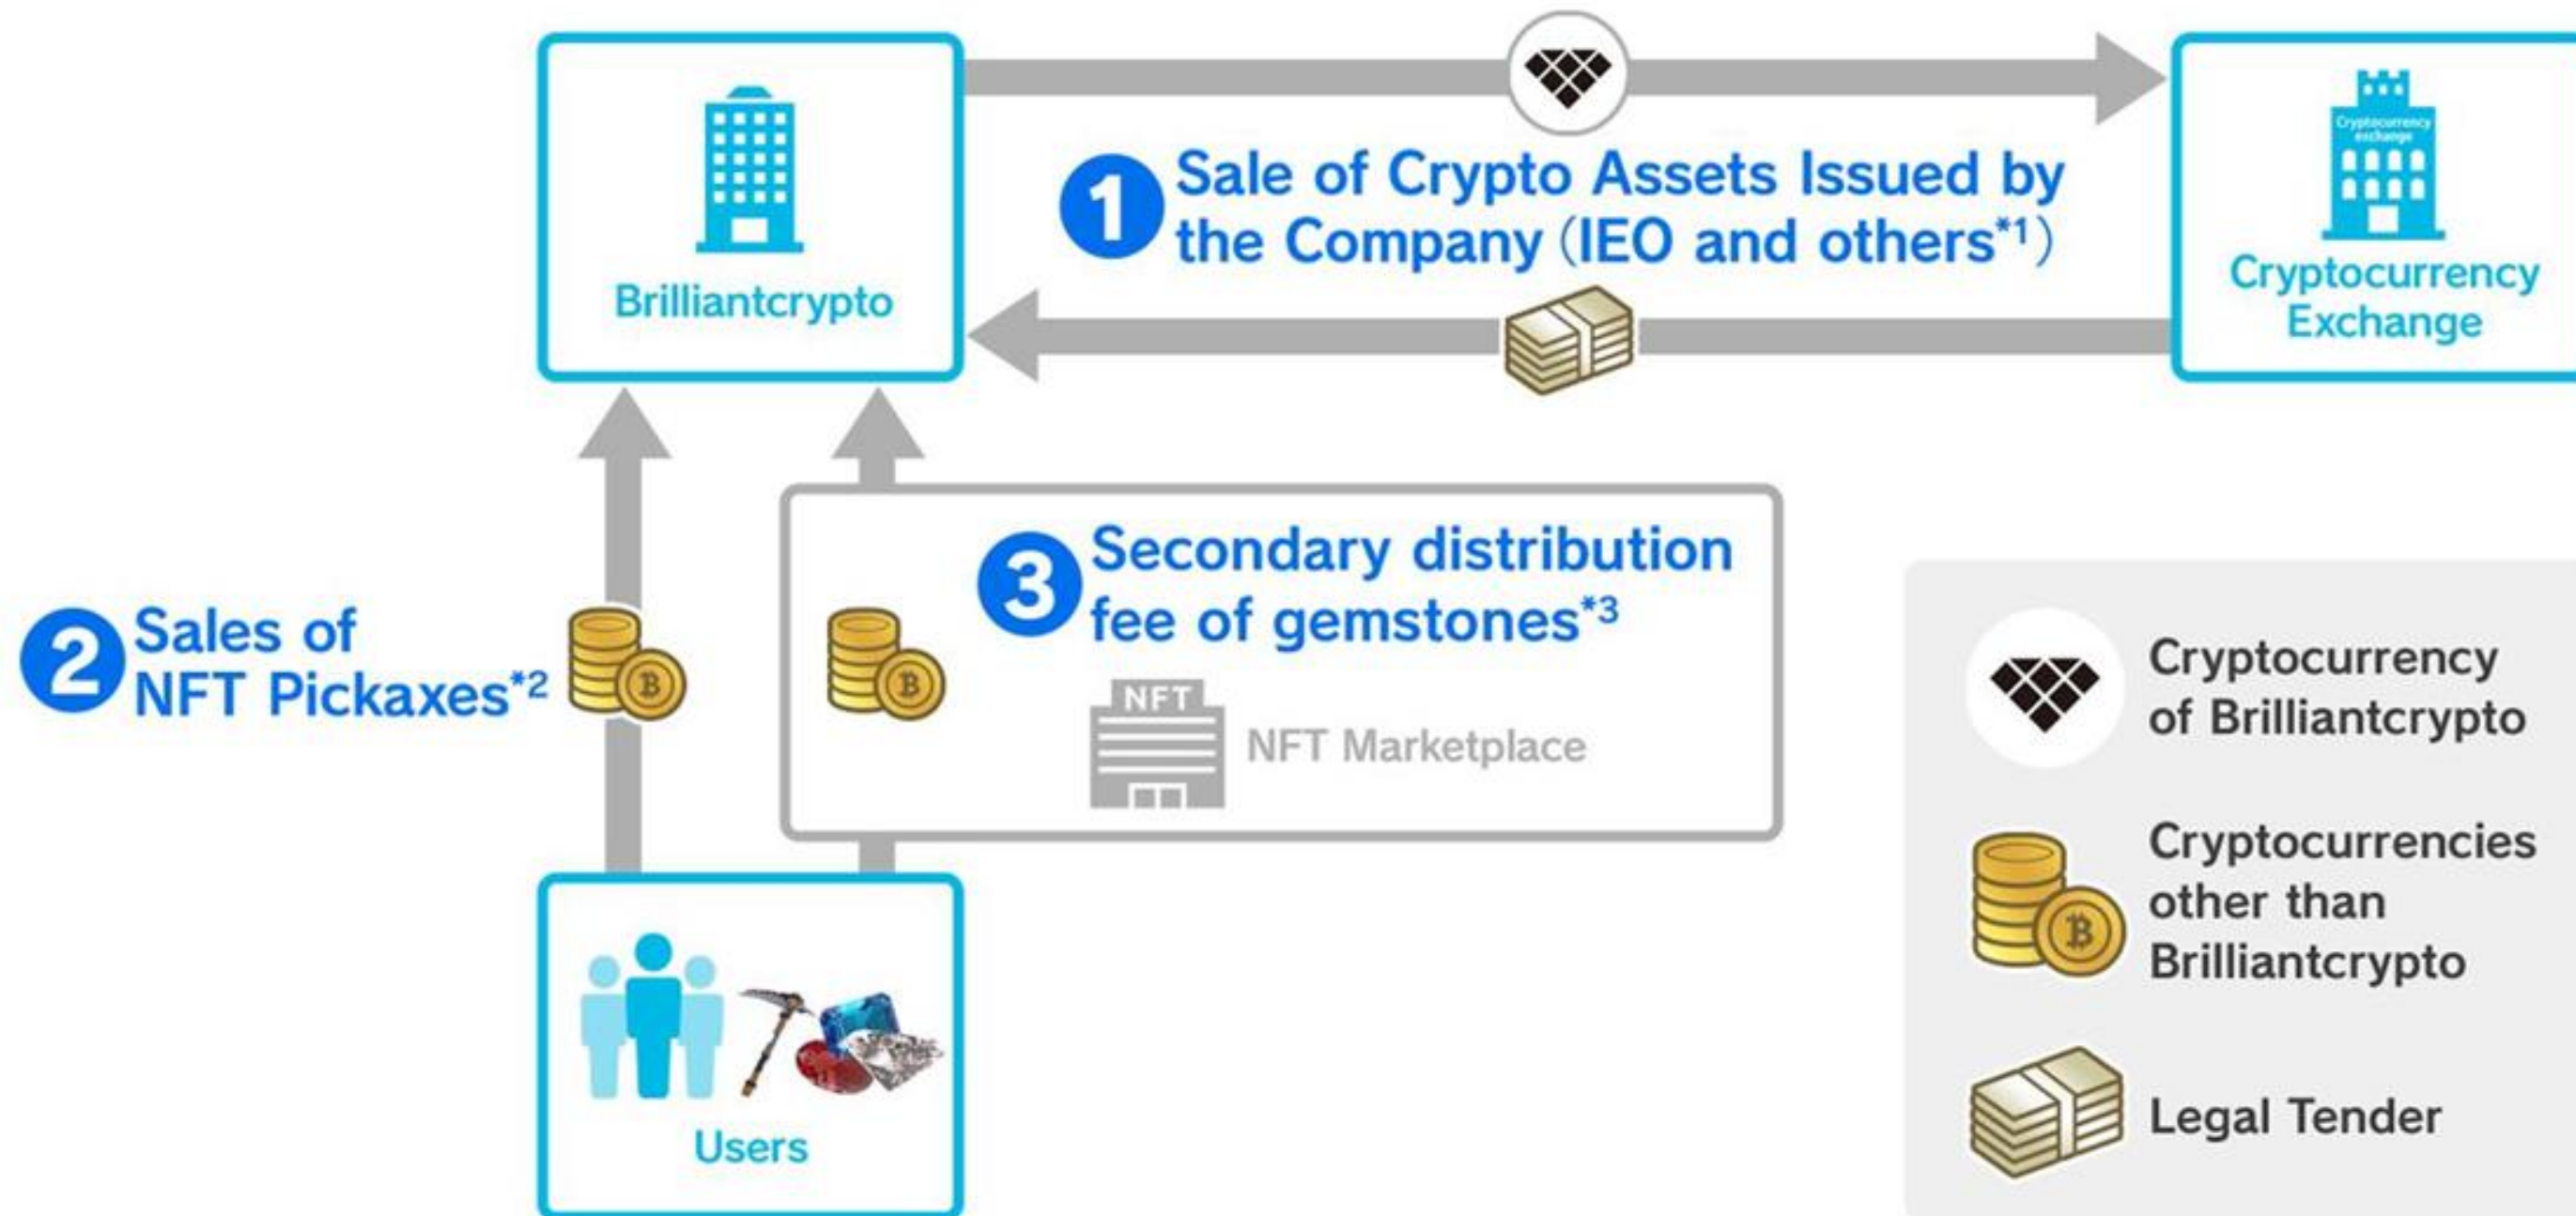 Brilliantcrypto
1 Sale of Crypto Assets Issued by
the Company (IEO and others*1)
Cryptocurrency
exchange
Cryptocurrency
Exchange
2 Sales of
NFT Pickaxes*2
3 Secondary distribution
fee of gemstones*3
NFT
NFT Marketplace
Users
Cryptocurrency
of Brilliantcrypto
Cryptocurrencies
other than
Brilliantcrypto
Legal Tender